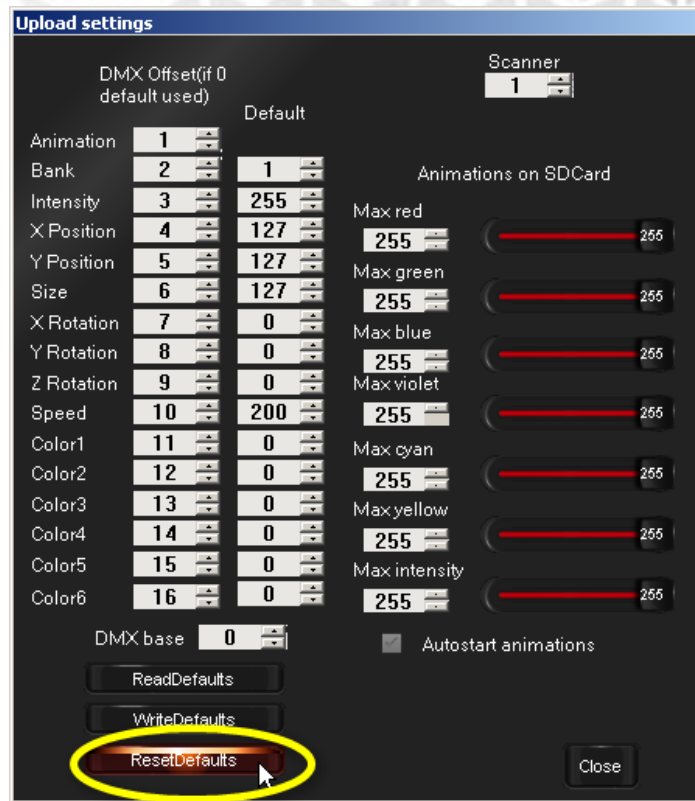 Upload settings
DMX Offset(if 0
default used)
Default
Animation 1
Bank 2 1
Intensity 3 255
X Position 4 127
Y Position 5 127
Size 6 127
X Rotation 7 0
Y Rotation 8 0
Z Rotation 9 0
Speed 10 200
Color1 11 0
Color2 12 0
Color3 13 0
Color4 14 0
Color5 15 0
Color6 16 0
DMX base 0
ReadDefaults
WriteDefaults
ResetDefaults
Scanner
1
Animations on SDCard
Max red
255 255
Max green
255 255
Max blue
255 255
Max violet
255 255
Max cyan
255 255
Max yellow
255 255
Max intensity
255 255
Autostart animations
Close